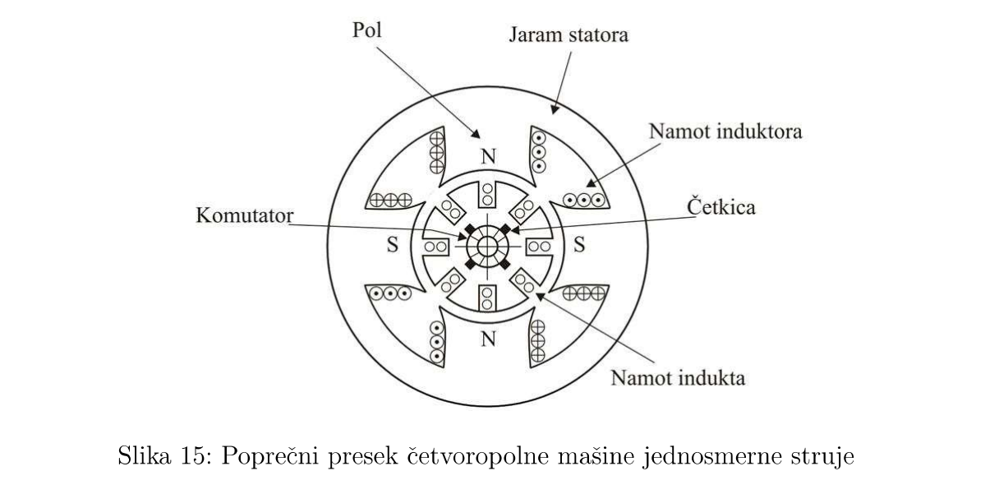 Pol
Jaram statora
Namot induktora
N
Četkica
Komutator
S
S
N
Namot indukta
Slika 15: Poprečni presek četvoropolne mašine jednosmerne struje